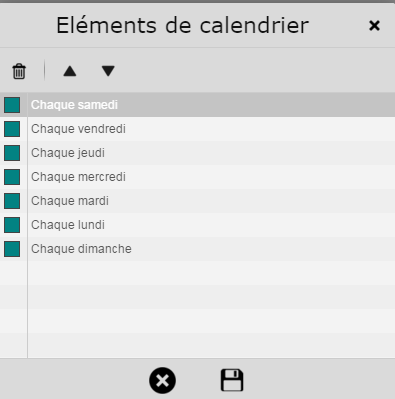 Eléments de calendrier
Chaque samedi
Chaque vendredi
Chaque jeudi
Chaque mercredi
Chaque mardi
Chaque lundi
Chaque dimanche